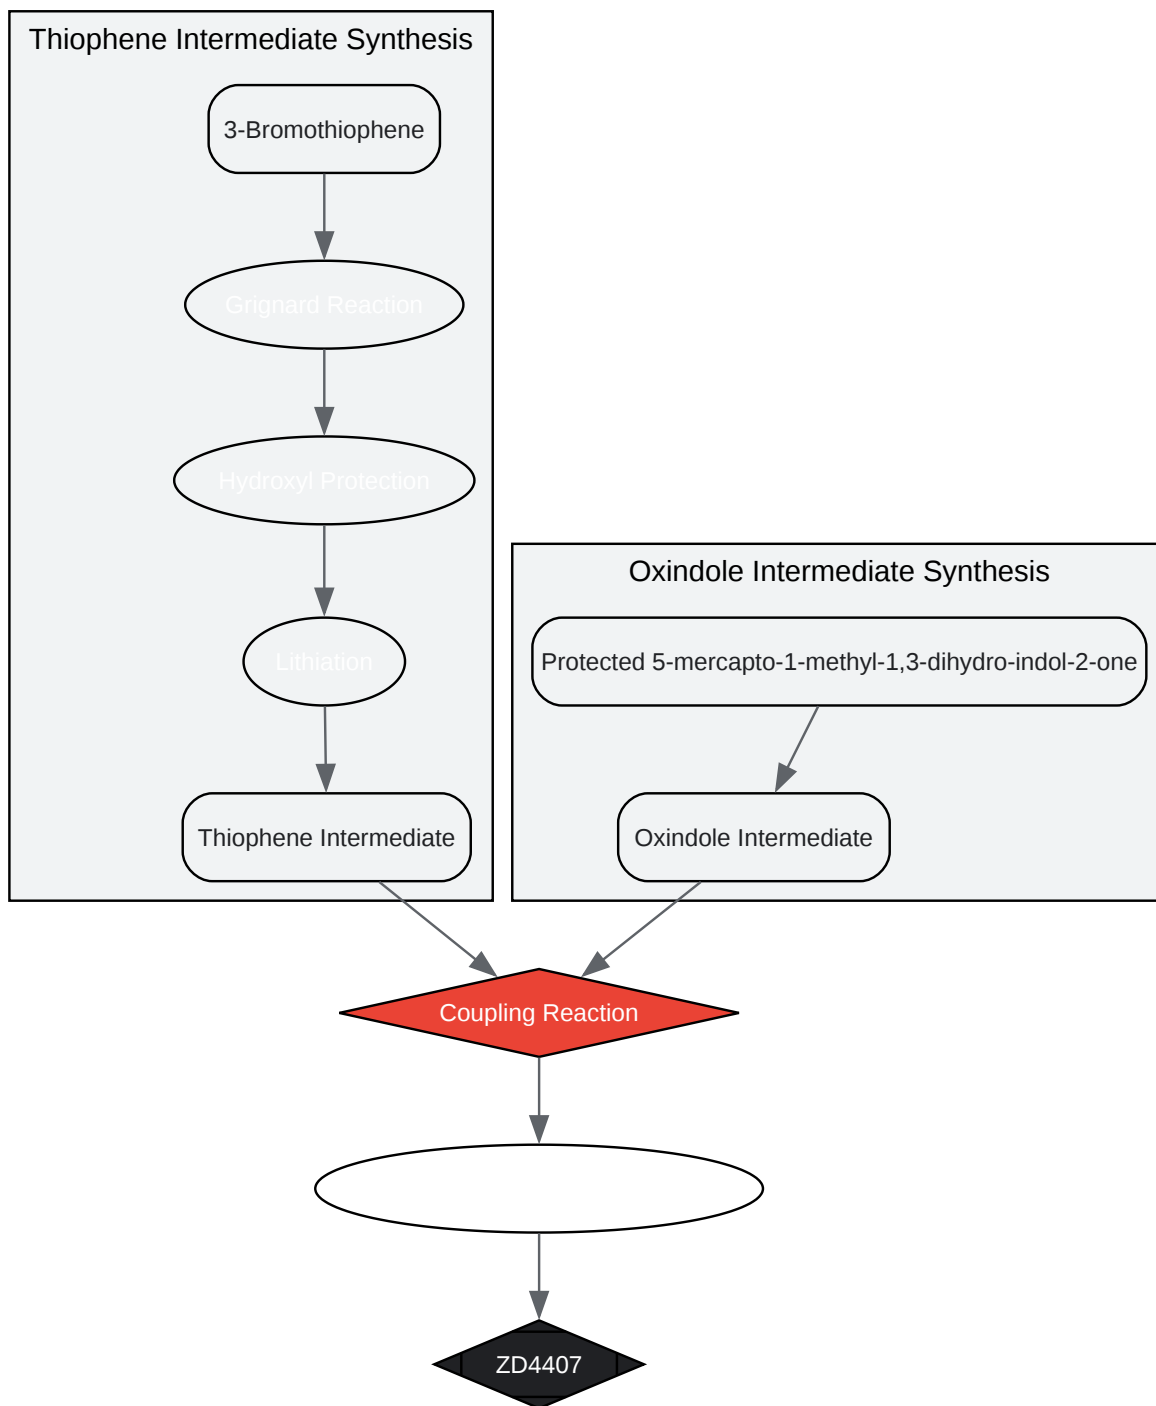 Thiophene Intermediate Synthesis
3-Bromothiophene
Grignard Reaction
Hydroxyl Protection
Oxindole Intermediate Synthesis
Lithiation
Protected 5-mercapto-1-methyl-1,3-dihydro-indol-2-one
Thiophene Intermediate
Oxindole Intermediate
Coupling Reaction
ZD4407